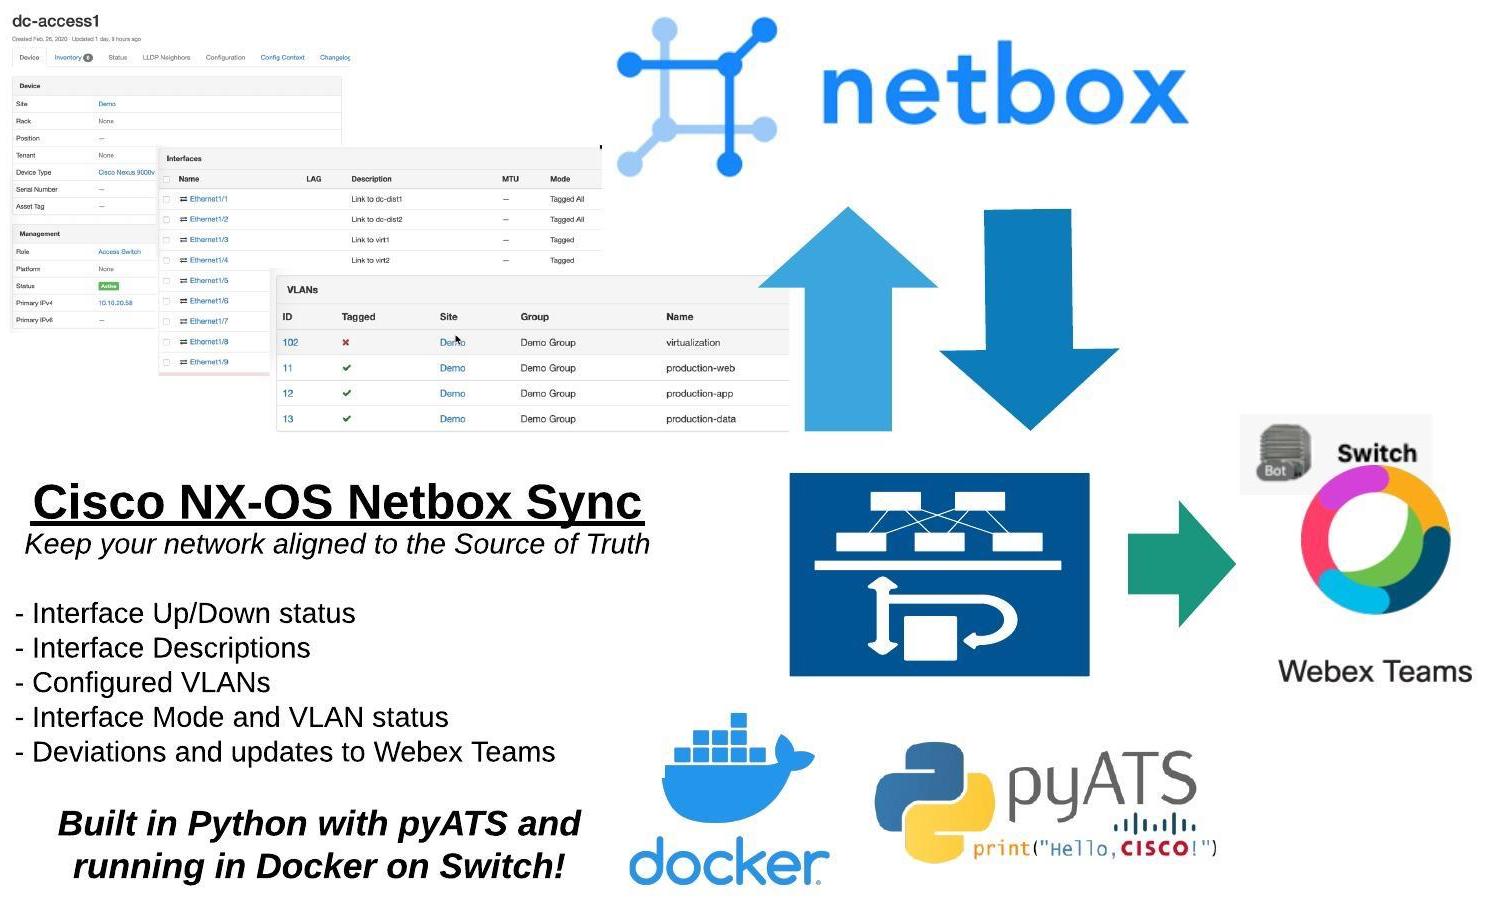 dc-access1
Created Feb. 26, 2020 · Updated 1 day, 9 hours ago
Device Inventory 6 Status LLDP Neighbors Configuration Config Context Changelog
Device
Site Demo
Rack None
Position —
Tenant None
Device Type Cisco Nexus 9000v
Serial Number —
Asset Tag —
Management
Role Access Switch
Platform None
Status Active
Primary IPv4 10.10.20.58
Primary IPv6 —
Interfaces
Name LAG Description MTU Mode
Ethernet1/1 Link to dc-dist1 — Tagged All
Ethernet1/2 Link to dc-dist2 — Tagged All
Ethernet1/3 Link to virt1 — Tagged
Ethernet1/4 Link to virt2 — Tagged
Ethernet1/5
Ethernet1/6
Ethernet1/7
Ethernet1/8
Ethernet1/9
VLANs
ID Tagged Site Group Name
102 ✖ Demo Demo Group virtualization
11 ✔ Demo Demo Group production-web
12 ✔ Demo Demo Group production-app
13 ✔ Demo Demo Group production-data
netbox
Cisco NX-OS Netbox Sync
Keep your network aligned to the Source of Truth
- Interface Up/Down status
- Interface Descriptions
- Configured VLANs
- Interface Mode and VLAN status
- Deviations and updates to Webex Teams
Built in Python with pyATS and
running in Docker on Switch!
Bot
Switch
Webex Teams
docker
pyATS
print("Hello, CISCO!")